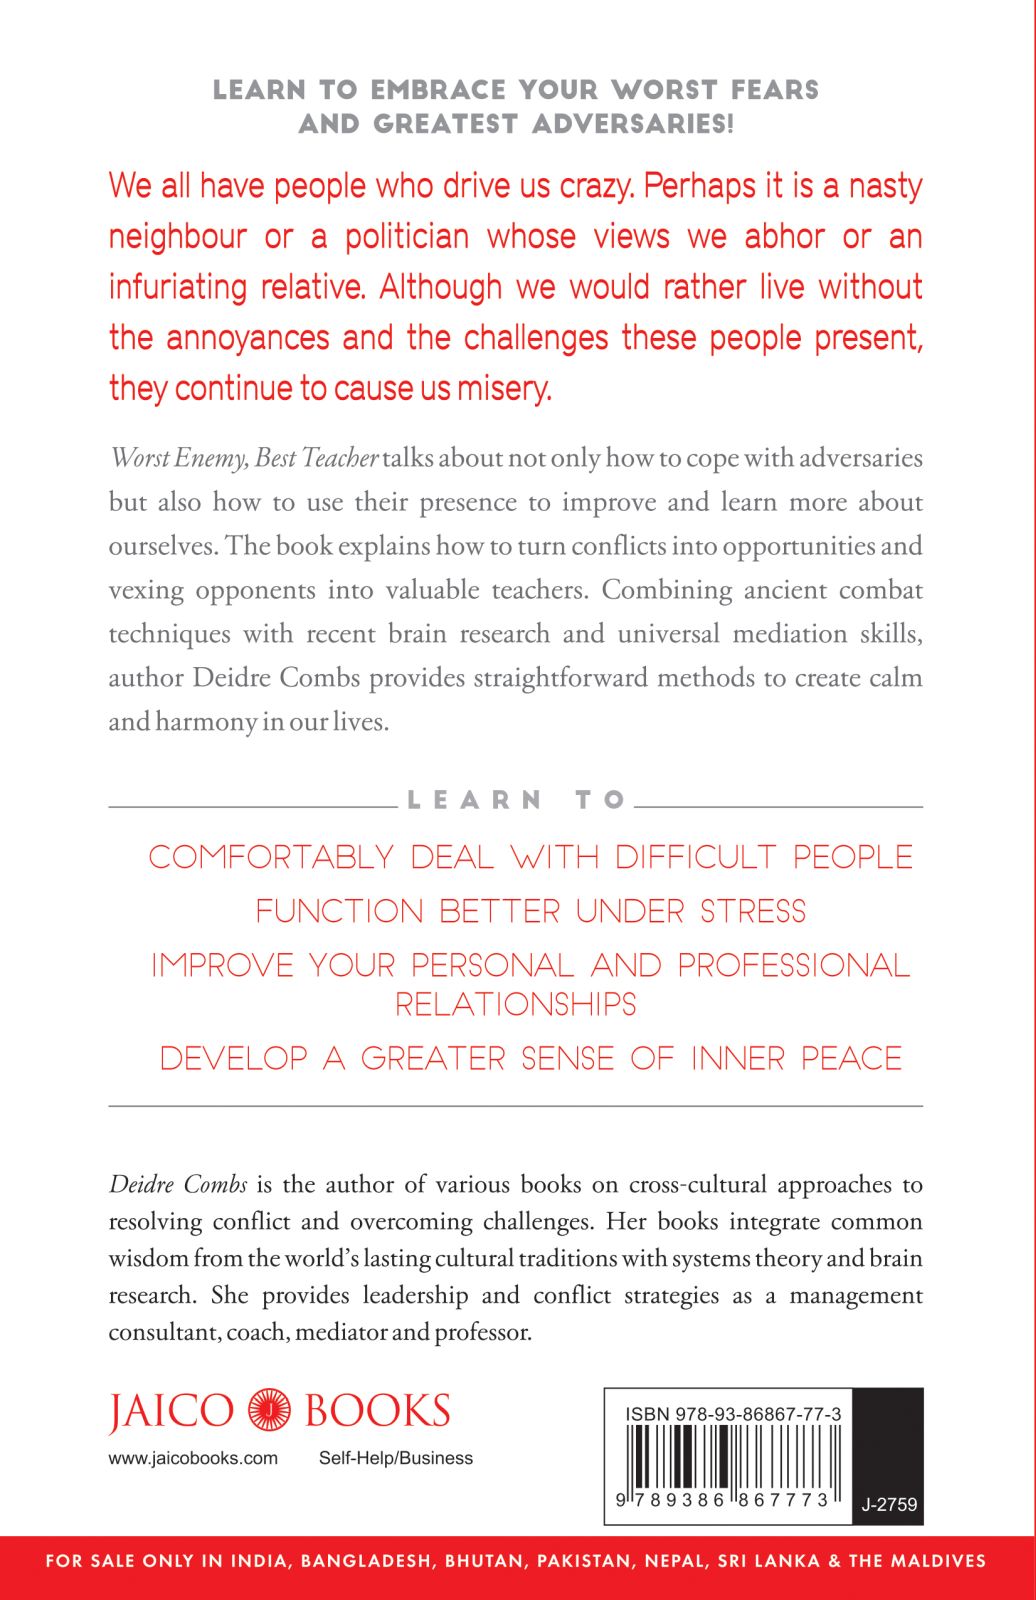 LEARN TO EMBRACE YOUR WORST FEARS
AND GREATEST ADVERSARIES!
We all have people who drive us crazy. Perhaps it is a nasty
neighbour or a politician whose views we abhor or an
infuriating relative. Although we would rather live without
the annoyances and the challenges these people present,
they continue to cause us misery.
Worst Enemy, Best Teacher talks about not only how to cope with adversaries
but also how to use their presence to improve and learn more about
ourselves. The book explains how to turn conflicts into opportunities and
vexing opponents into valuable teachers. Combining ancient combat
techniques with recent brain research and universal mediation skills,
author Deidre Combs provides straightforward methods to create calm
and harmony in our lives.
LEARN TO
COMFORTABLY DEAL WITH DIFFICULT PEOPLE
FUNCTION BETTER UNDER STRESS
IMPROVE YOUR PERSONAL AND PROFESSIONAL
RELATIONSHIPS
DEVELOP A GREATER SENSE OF INNER PEACE
Deidre Combs is the author of various books on cross-cultural approaches to
resolving conflict and overcoming challenges. Her books integrate common
wisdom from the world's lasting cultural traditions with systems theory and brain
research. She provides leadership and conflict strategies as a management
consultant, coach, mediator and professor.
JAICO J BOOKS
www.jaicobooks.com Self-Help/Business
ISBN 978-93-86867-77-3
9 789386 867773
J-2759
FOR SALE ONLY IN INDIA, BANGLADESH, BHUTAN, PAKISTAN, NEPAL, SRI LANKA & THE MALDIVES